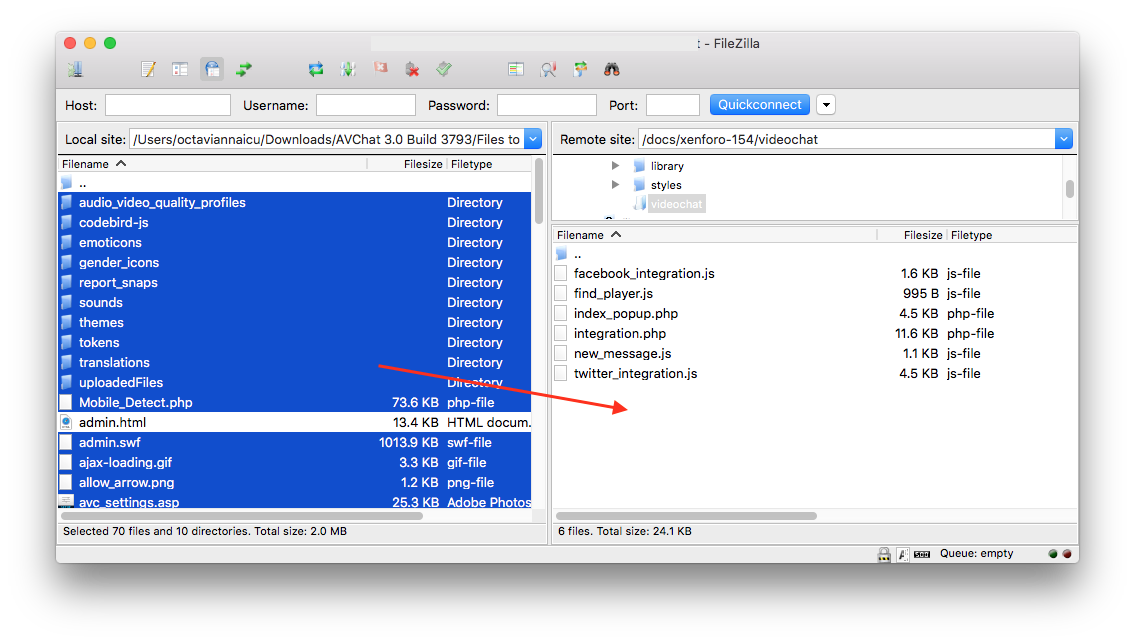 t - FileZilla
Host: Username: Password: Port: Quickconnect
Local site: /Users/octaviannaicu/Downloads/AVChat 3.0 Build 3793/Files to
Filename Filesize Filetype
..
audio_video_quality_profiles Directory
codebird-js Directory
emoticons Directory
gender_icons Directory
report_snaps Directory
sounds Directory
themes Directory
tokens Directory
translations Directory
uploadedFiles Directory
Mobile_Detect.php 73.6 KB php-file
admin.html 13.4 KB HTML docum.
admin.swf 1013.9 KB swf-file
ajax-loading.gif 3.3 KB gif-file
allow_arrow.png 1.2 KB png-file
avc_settings.asp 25.3 KB Adobe Photos
Selected 70 files and 10 directories. Total size: 2.0 MB
Remote site: /docs/xenforo-154/videochat
library
styles
videochat
Filename Filesize Filetype
..
facebook_integration.js 1.6 KB js-file
find_player.js 995 B js-file
index_popup.php 4.5 KB php-file
integration.php 11.6 KB php-file
new_message.js 1.1 KB js-file
twitter_integration.js 4.5 KB js-file
6 files. Total size: 24.1 KB
Queue: empty